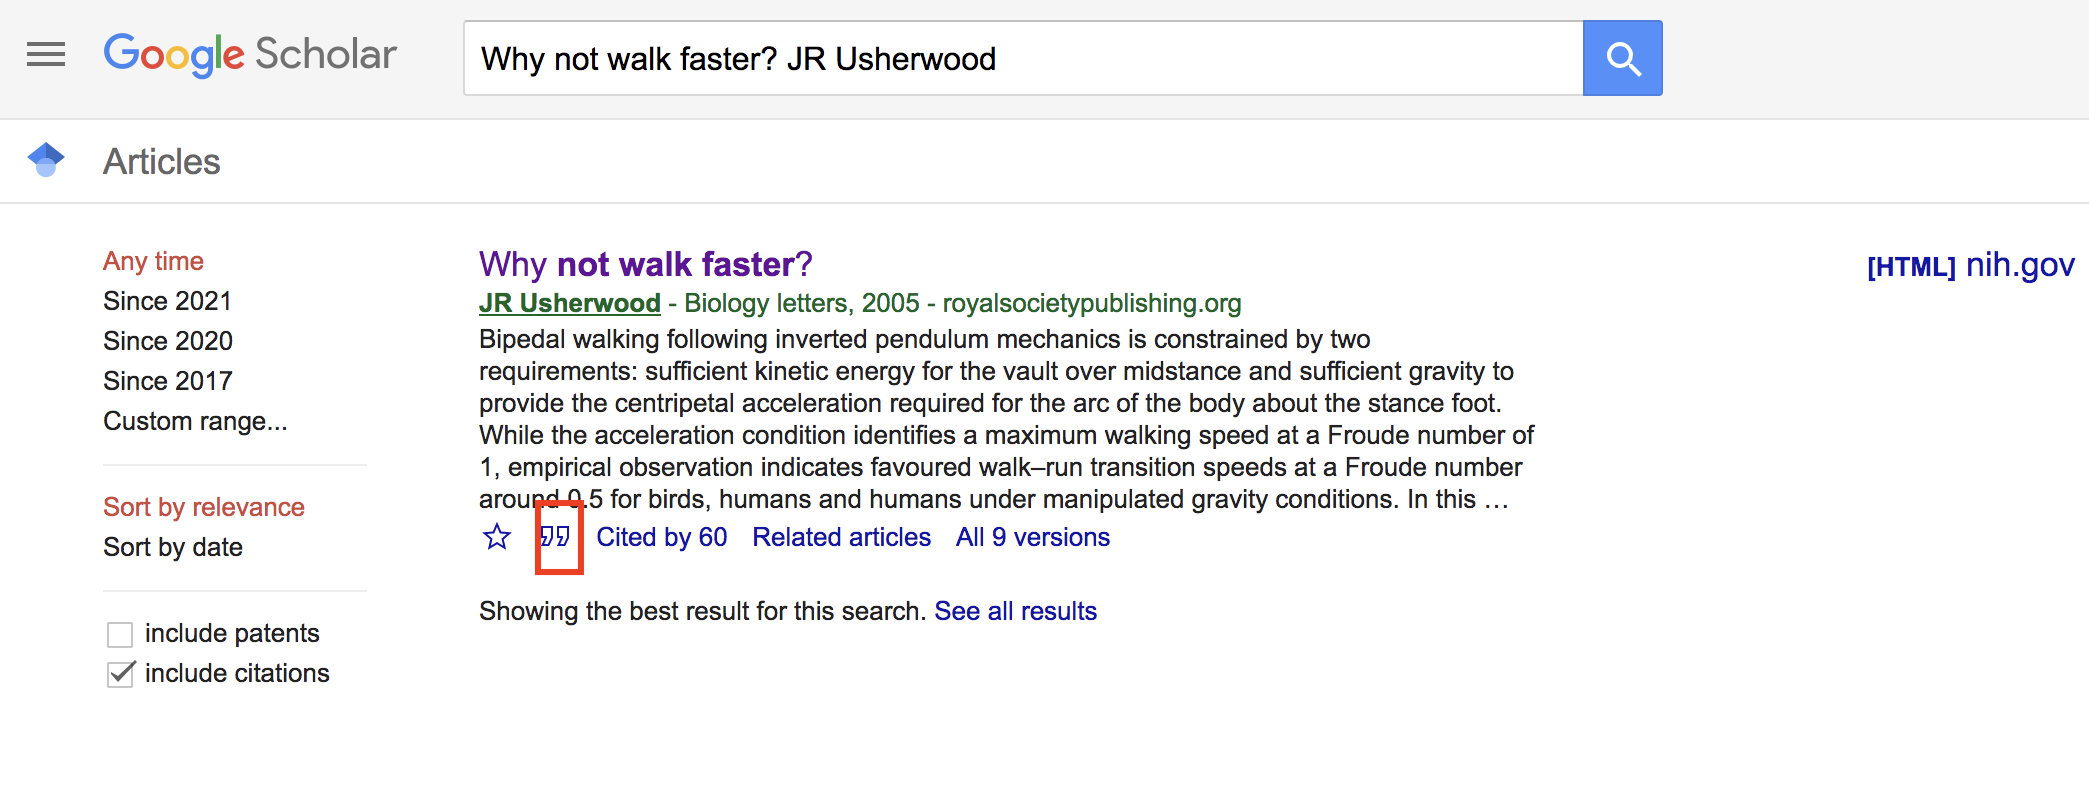 Google Scholar
Why not walk faster? JR Usherwood
Articles
Any time
Since 2021
Since 2020
Since 2017
Custom range...
Sort by relevance
Sort by date
include patents
include citations
Why not walk faster?
JR Usherwood - Biology letters, 2005 - royalsocietypublishing.org
Bipedal walking following inverted pendulum mechanics is constrained by two
requirements: sufficient kinetic energy for the vault over midstance and sufficient gravity to
provide the centripetal acceleration required for the arc of the body about the stance foot.
While the acceleration condition identifies a maximum walking speed at a Froude number of
1, empirical observation indicates favoured walk–run transition speeds at a Froude number
around 0.5 for birds, humans and humans under manipulated gravity conditions. In this …
Cited by 60 Related articles All 9 versions
Showing the best result for this search. See all results
[HTML] nih.gov